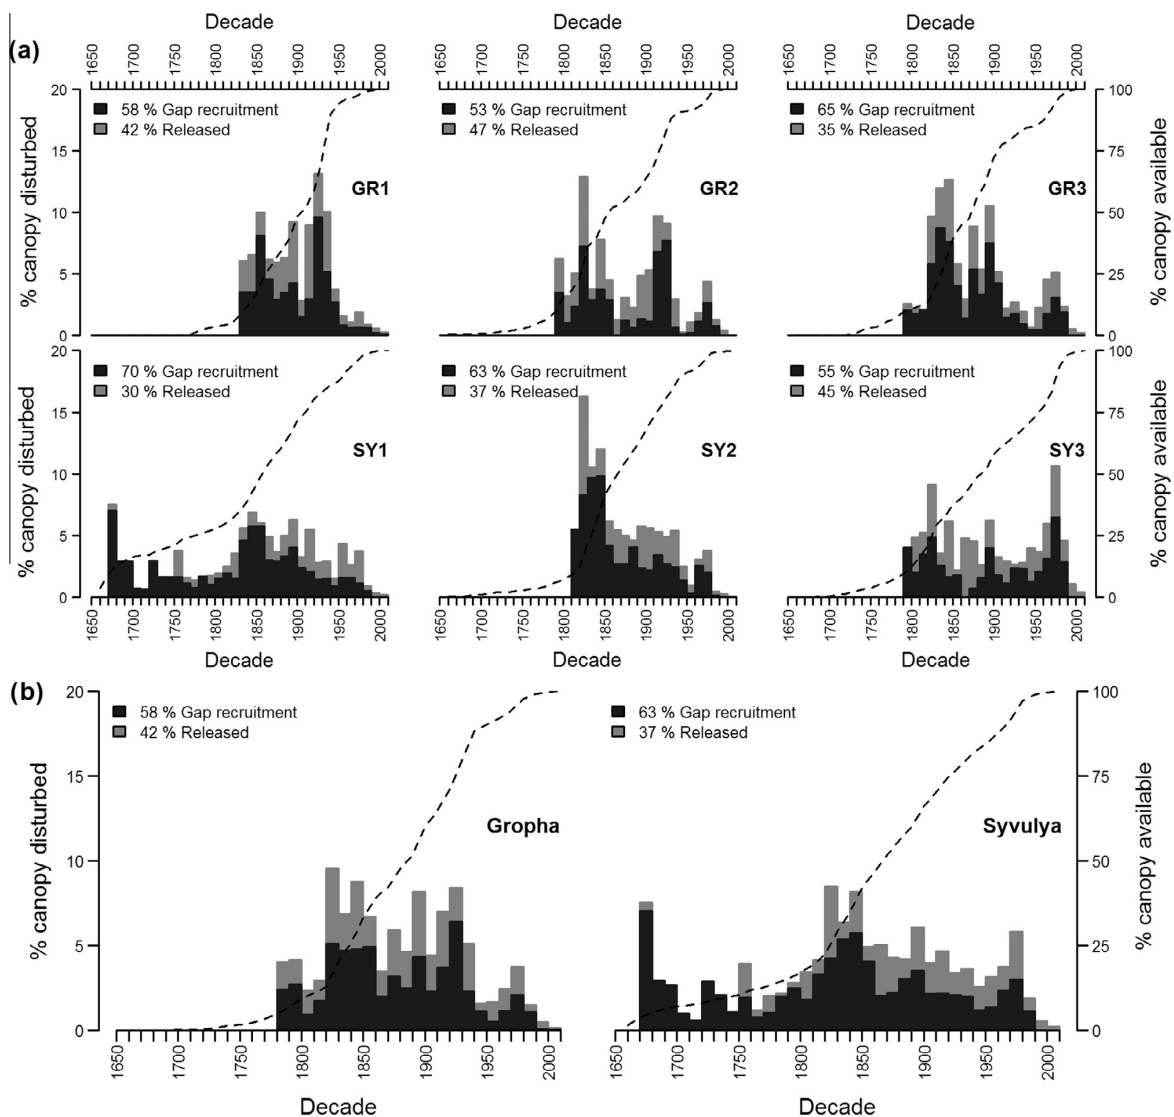 (a)
Decade Decade Decade
1650 1700 1750 1800 1850 1900 1950 2000 1650 1700 1750 1800 1850 1900 1950 2000 1650 1700 1750 1800 1850 1900 1950 2000
% canopy disturbed
20 15 10 5 0
58 % Gap recruitment
42 % Released
GR1
53 % Gap recruitment
47 % Released
GR2
65 % Gap recruitment
35 % Released
GR3
100 75 50 25 0
% canopy available
% canopy disturbed
20 15 10 5 0
70 % Gap recruitment
30 % Released
SY1
63 % Gap recruitment
37 % Released
SY2
55 % Gap recruitment
45 % Released
SY3
100 75 50 25 0
% canopy available
1650 1700 1750 1800 1850 1900 1950 2000 1650 1700 1750 1800 1850 1900 1950 2000 1650 1700 1750 1800 1850 1900 1950 2000
Decade Decade Decade
(b)
% canopy disturbed
20 15 10 5 0
58 % Gap recruitment
42 % Released
Gropha
63 % Gap recruitment
37 % Released
Syvulya
100 75 50 25 0
% canopy available
1650 1700 1750 1800 1850 1900 1950 2000 1650 1700 1750 1800 1850 1900 1950 2000
Decade Decade